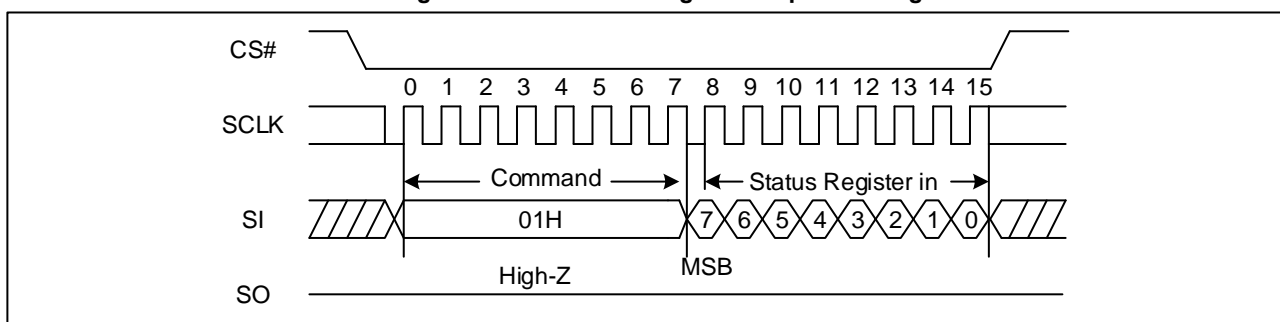 CS#
0 1 2 3 4 5 6 7 8 9 10 11 12 13 14 15
SCLK
Command Status Register in
SI 01H 7 6 5 4 3 2 1 0
High-Z MSB
SO